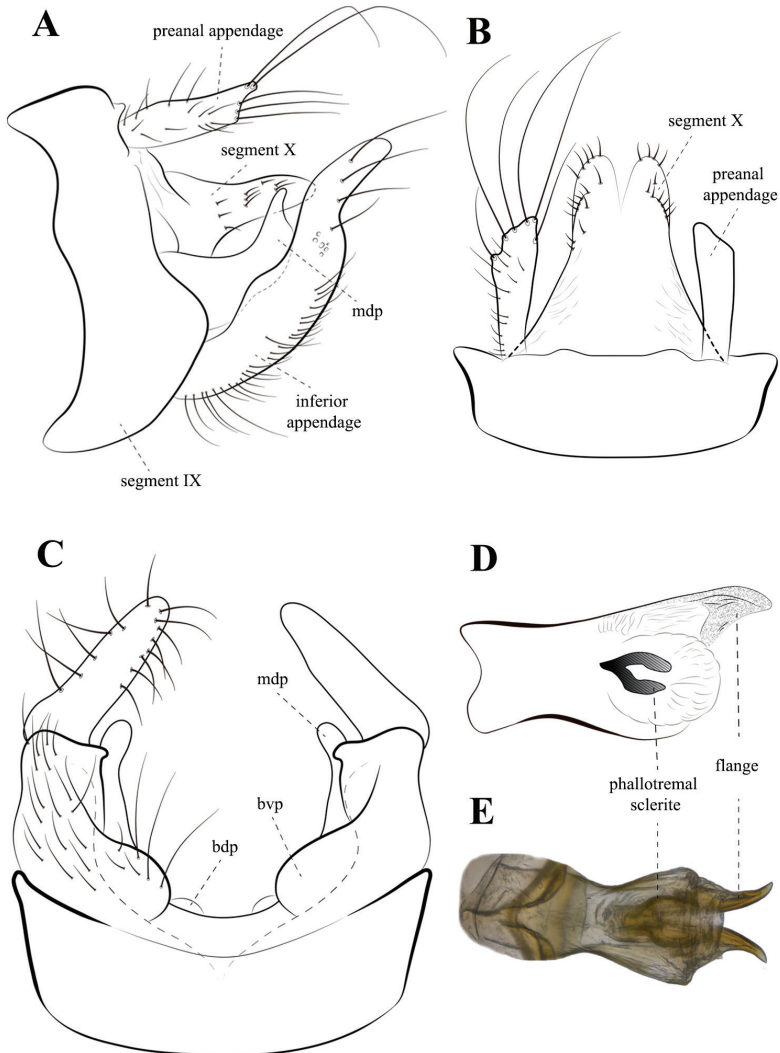 A
preanal appendage
segment X
mdp
inferior
appendage
segment IX
B
segment X
preanal
appendage
C
mdp
bvp
bdp
D
phallotremal
sclerite
flange
E